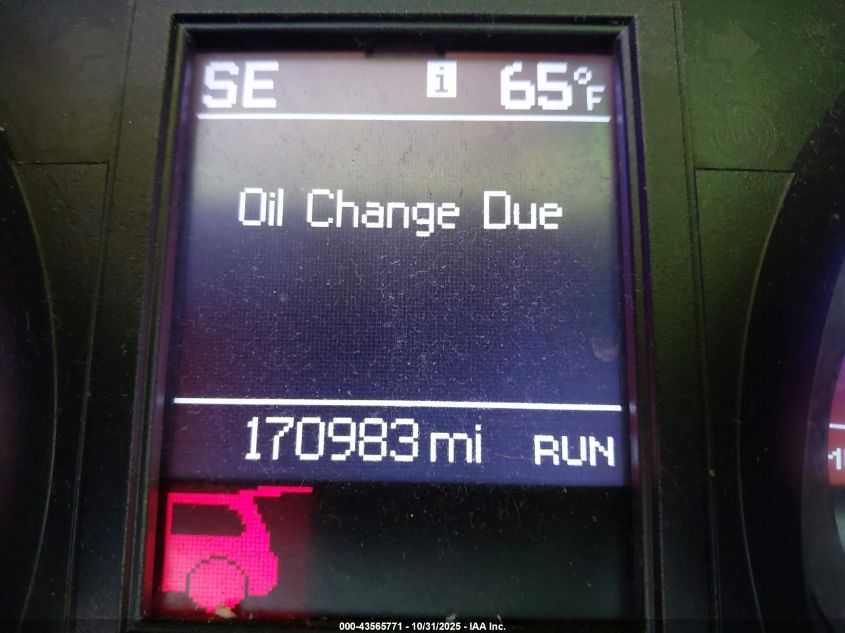 SE i 65°F
Oil Change Due
170983 mi RUN
000-43565771 - 10/31/2025 - IAA Inc.